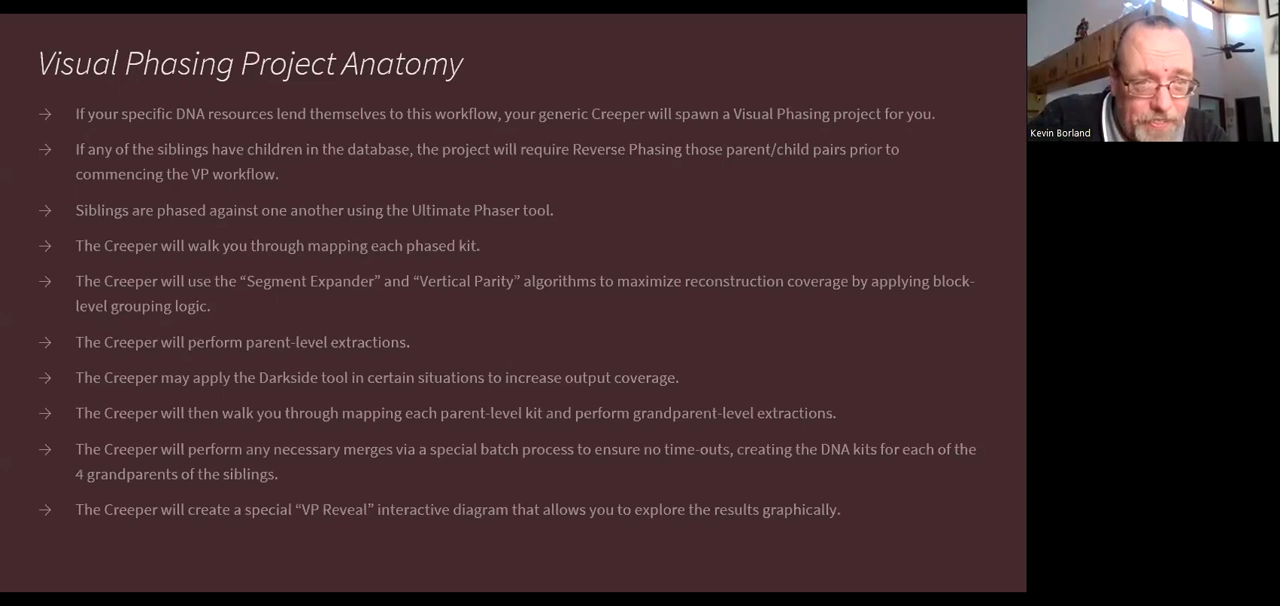 Visual Phasing Project Anatomy
→ If your specific DNA resources lend themselves to this workflow, your generic Creeper will spawn a Visual Phasing project for you.
→ If any of the siblings have children in the database, the project will require Reverse Phasing those parent/child pairs prior to
commencing the VP workflow.
→ Siblings are phased against one another using the Ultimate Phaser tool.
→ The Creeper will walk you through mapping each phased kit.
→ The Creeper will use the “Segment Expander” and “Vertical Parity” algorithms to maximize reconstruction coverage by applying block-
level grouping logic.
→ The Creeper will perform parent-level extractions.
→ The Creeper may apply the Darkside tool in certain situations to increase output coverage.
→ The Creeper will then walk you through mapping each parent-level kit and perform grandparent-level extractions.
→ The Creeper will perform any necessary merges via a special batch process to ensure no time-outs, creating the DNA kits for each of the
4 grandparents of the siblings.
→ The Creeper will create a special “VP Reveal” interactive diagram that allows you to explore the results graphically.
Kevin Borland